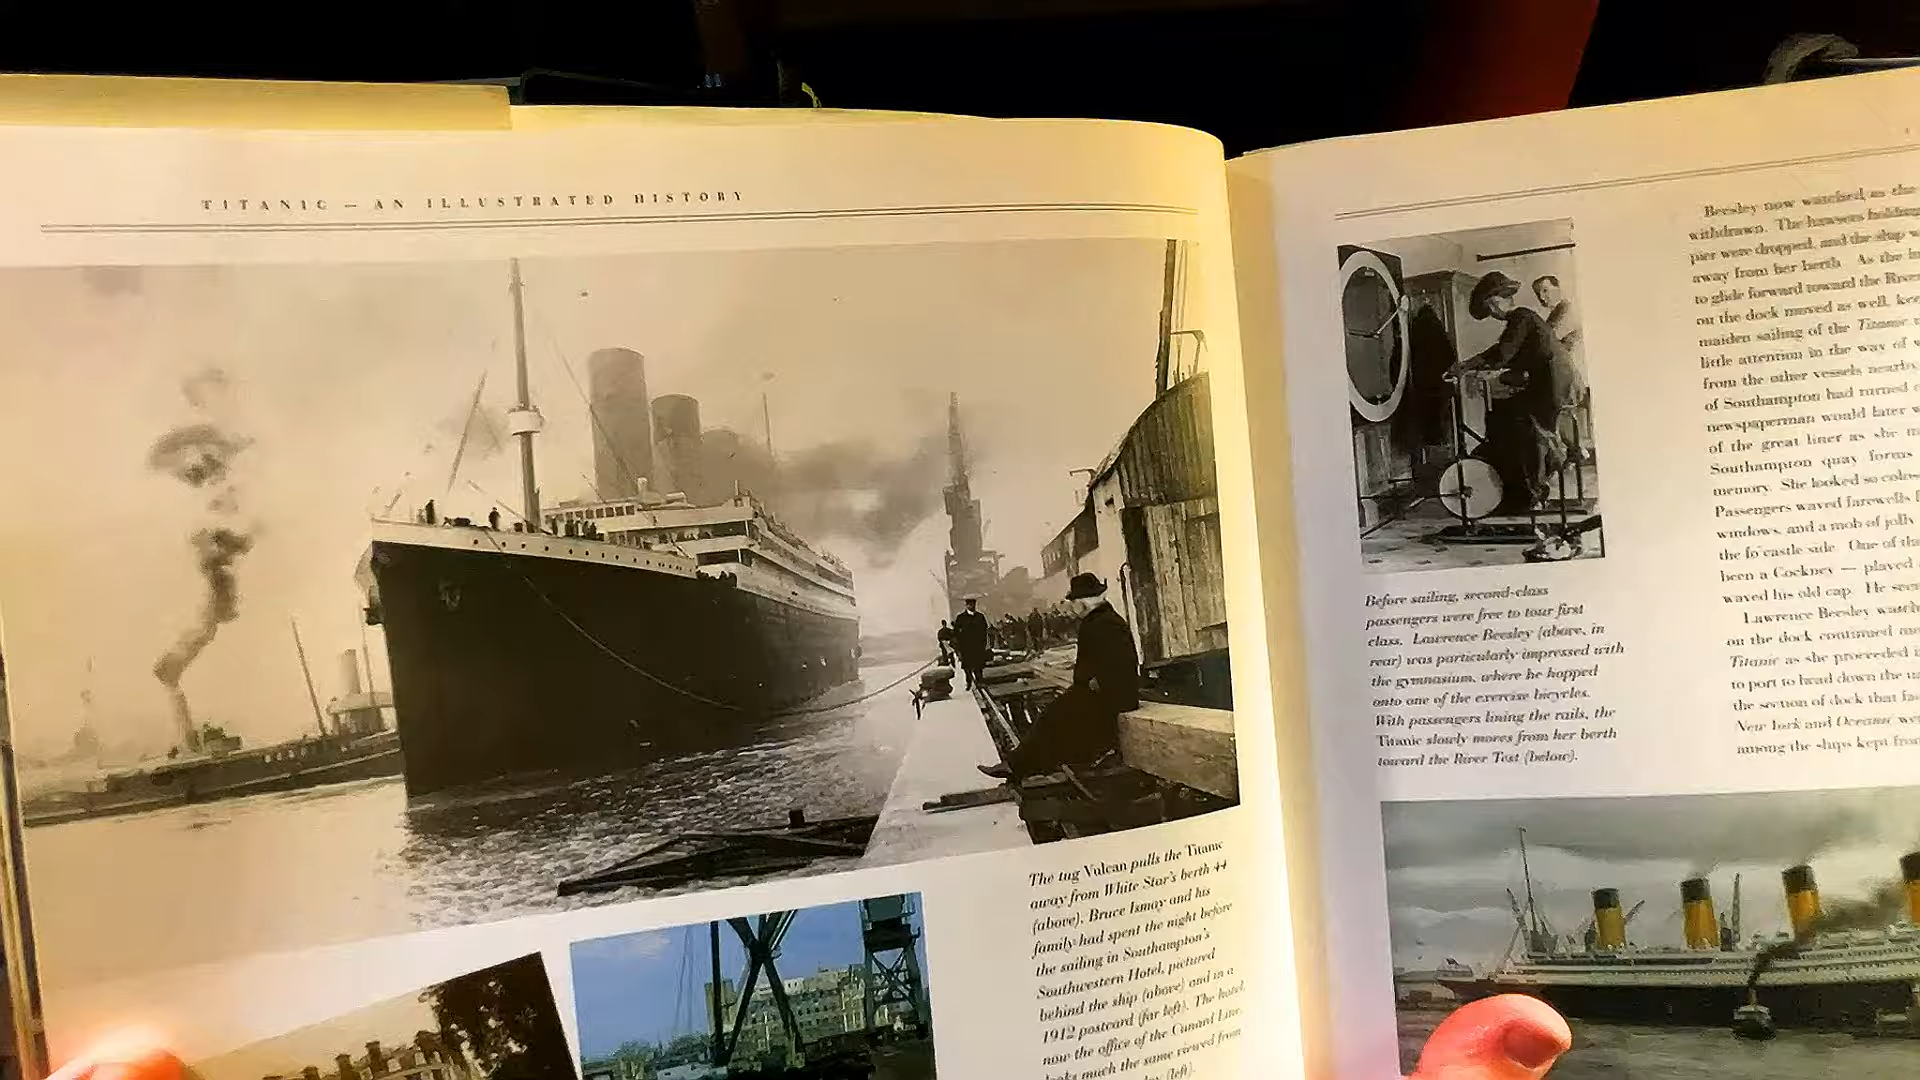 TITANIC — AN ILLUSTRATED HISTORY
The tug Vulcan pulls the Titanic
away from White Star's berth 44
(above). Bruce Ismay and his
family had spent the night before
the sailing in Southampton's
Southwestern Hotel, pictured
behind the ship (above) and in a
1912 postcard (far left). The hotel,
now the office of the Cunard Line,
looks much the same viewed from
(left).
Before sailing, second-class
passengers were free to tour first
class. Lawrence Beesley (above, in
rear) was particularly impressed with
the gymnasium, where he hopped
onto one of the exercise bicycles.
With passengers lining the rails, the
Titanic slowly moves from her berth
toward the River Test (below).
Beesley now watched, as the
withdrawn. The hawsers holding
pier were dropped, and the ship
away from her berth. As the
to glide forward toward the River
on the dock moved as well,
maiden sailing of the Titanic
little attention in the way of
from the other vessels nearby,
of Southampton had turned
newspaperman would later
of the great liner as she
Southampton quay forms
memory. She looked so
Passengers waved farewells
windows, and a mob of jolly
the fo'castle side. One of
been a Cockney — played
waved his old cap. He
Lawrence Beesley
on the dock continued
Titanic as she proceeded
to port to head down the
the section of dock that
New York and Oceanic
among the ships kept from